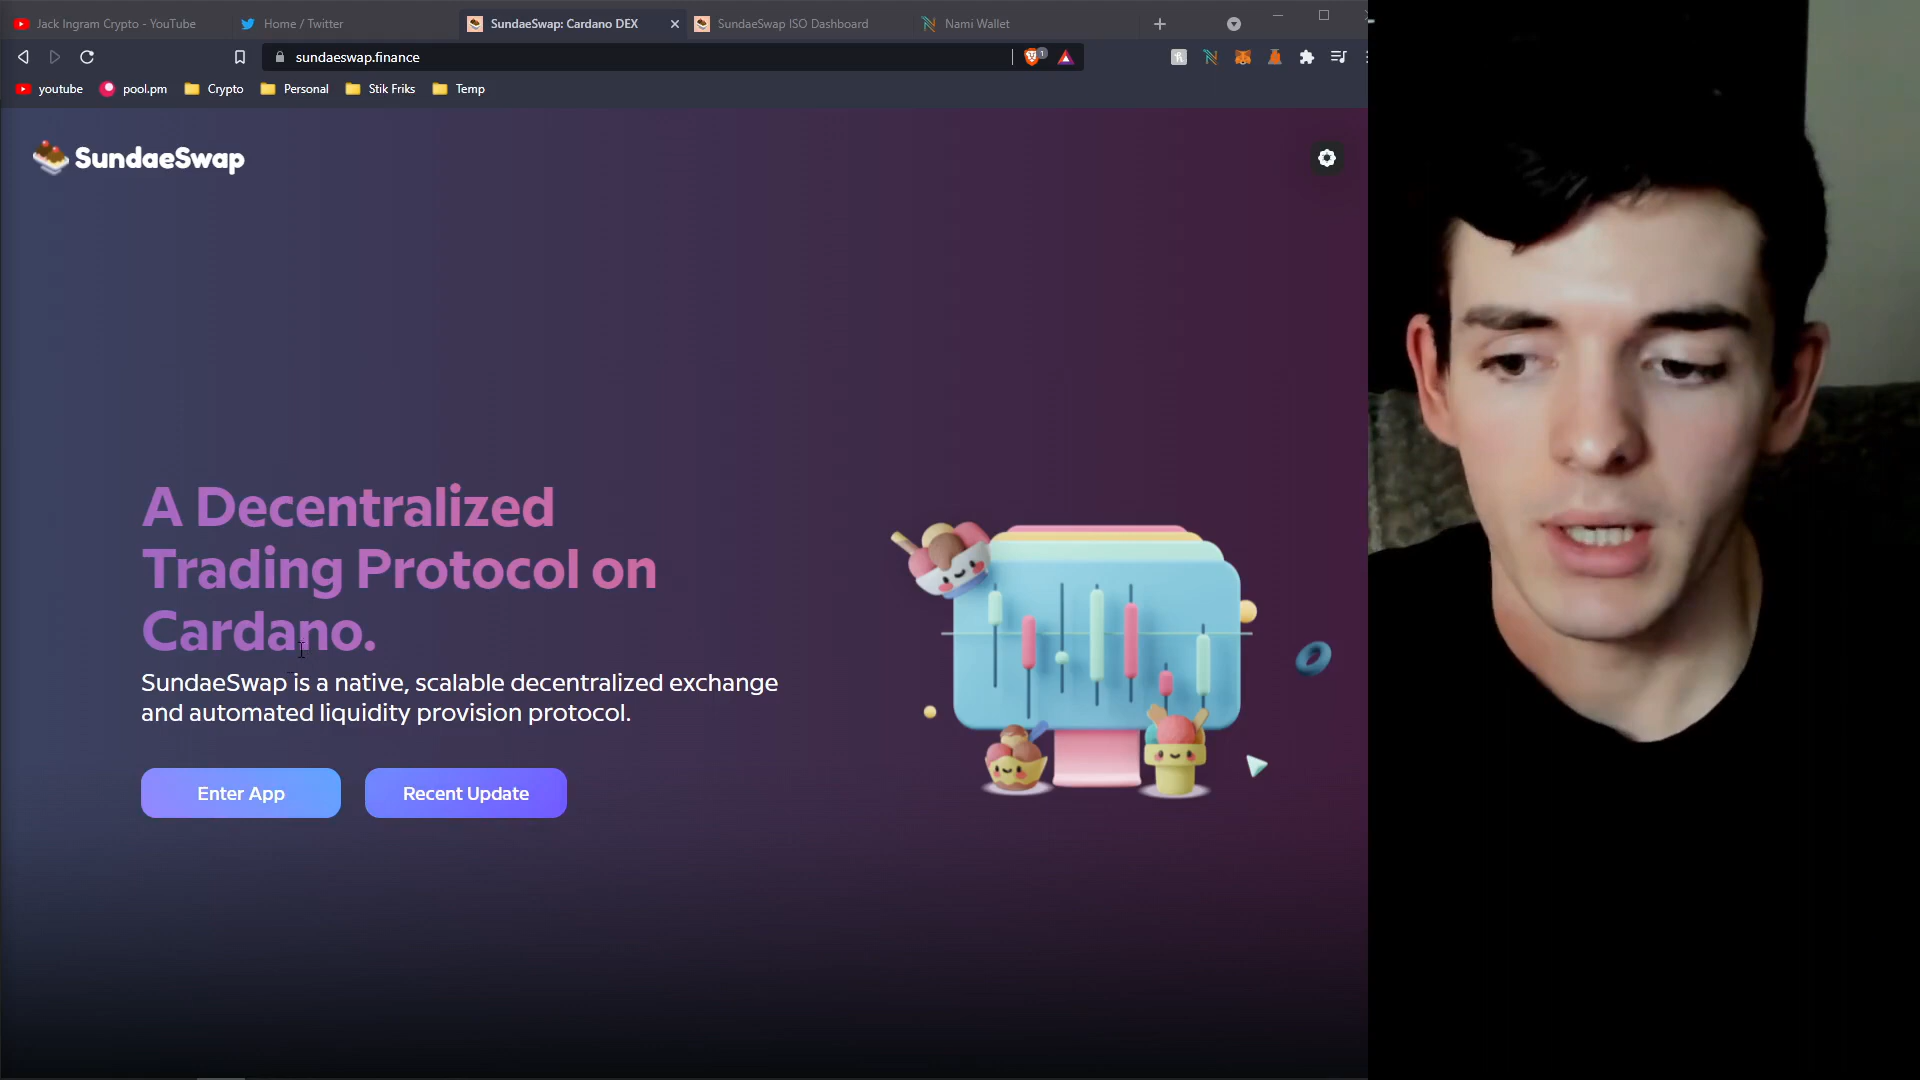 Jack Ingram Crypto - YouTube
Home / Twitter
SundaeSwap: Cardano DEX
SundaeSwap ISO Dashboard
Nami Wallet
sundaeswap.finance
1
youtube
pool.pm
Crypto
Personal
Stik Friks
Temp
SundaeSwap
A Decentralized
Trading Protocol on
Cardano.
SundaeSwap is a native, scalable decentralized exchange
and automated liquidity provision protocol.
Enter App
Recent Update